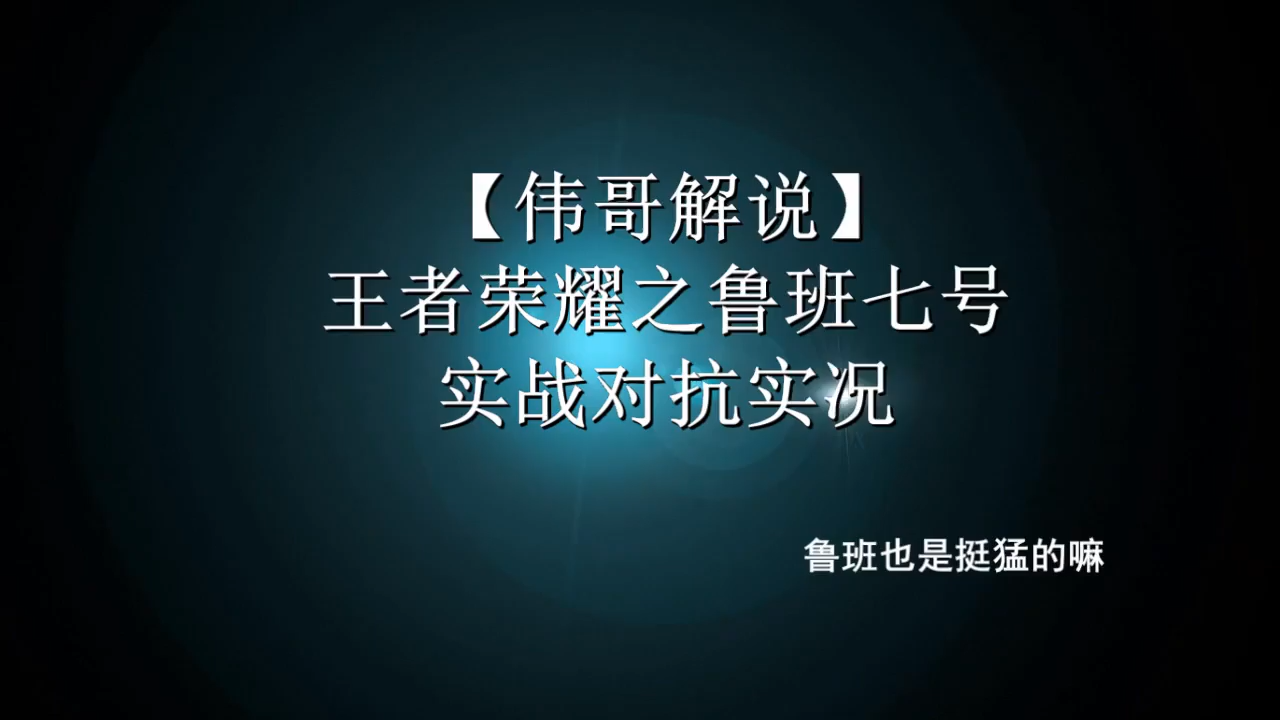 【伟哥解说】
王者荣耀之鲁班七号
实战对抗实况
鲁班也是挺猛的嘛